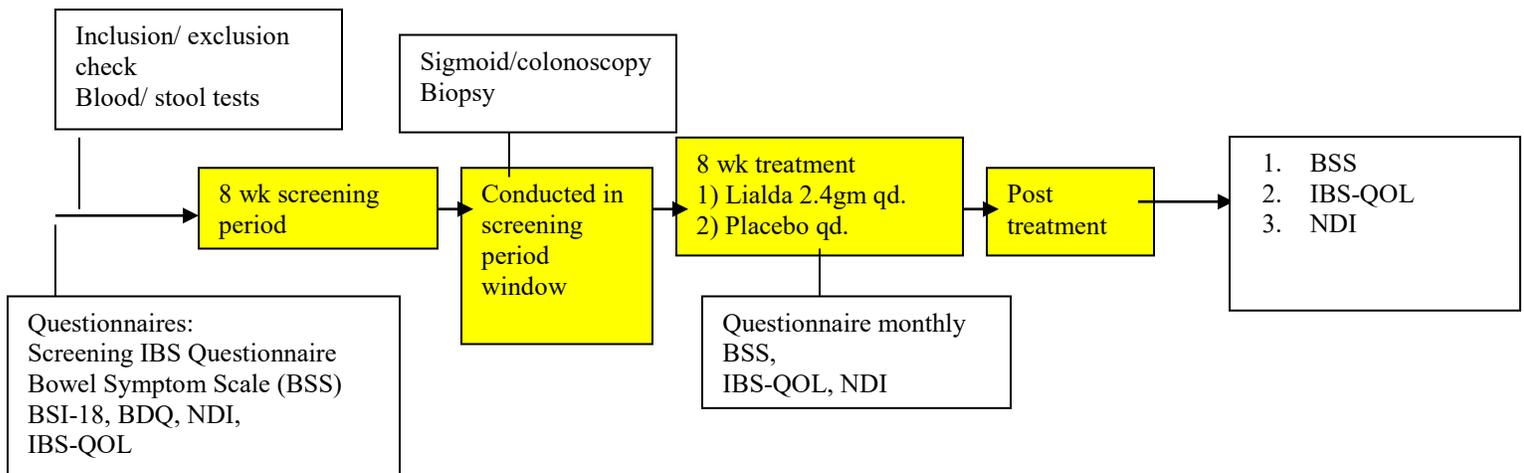 Inclusion/ exclusion
check
Blood/ stool tests
Sigmoid/colonoscopy
Biopsy
8 wk screening
period
Conducted in
screening
period
window
8 wk treatment
1) Lialda 2.4gm qd.
2) Placebo qd.
Post
treatment
1. BSS
2. IBS-QOL
3. NDI
Questionnaires:
Screening IBS Questionnaire
Bowel Symptom Scale (BSS)
BSI-18, BDQ, NDI,
IBS-QOL
Questionnaire monthly
BSS,
IBS-QOL, NDI